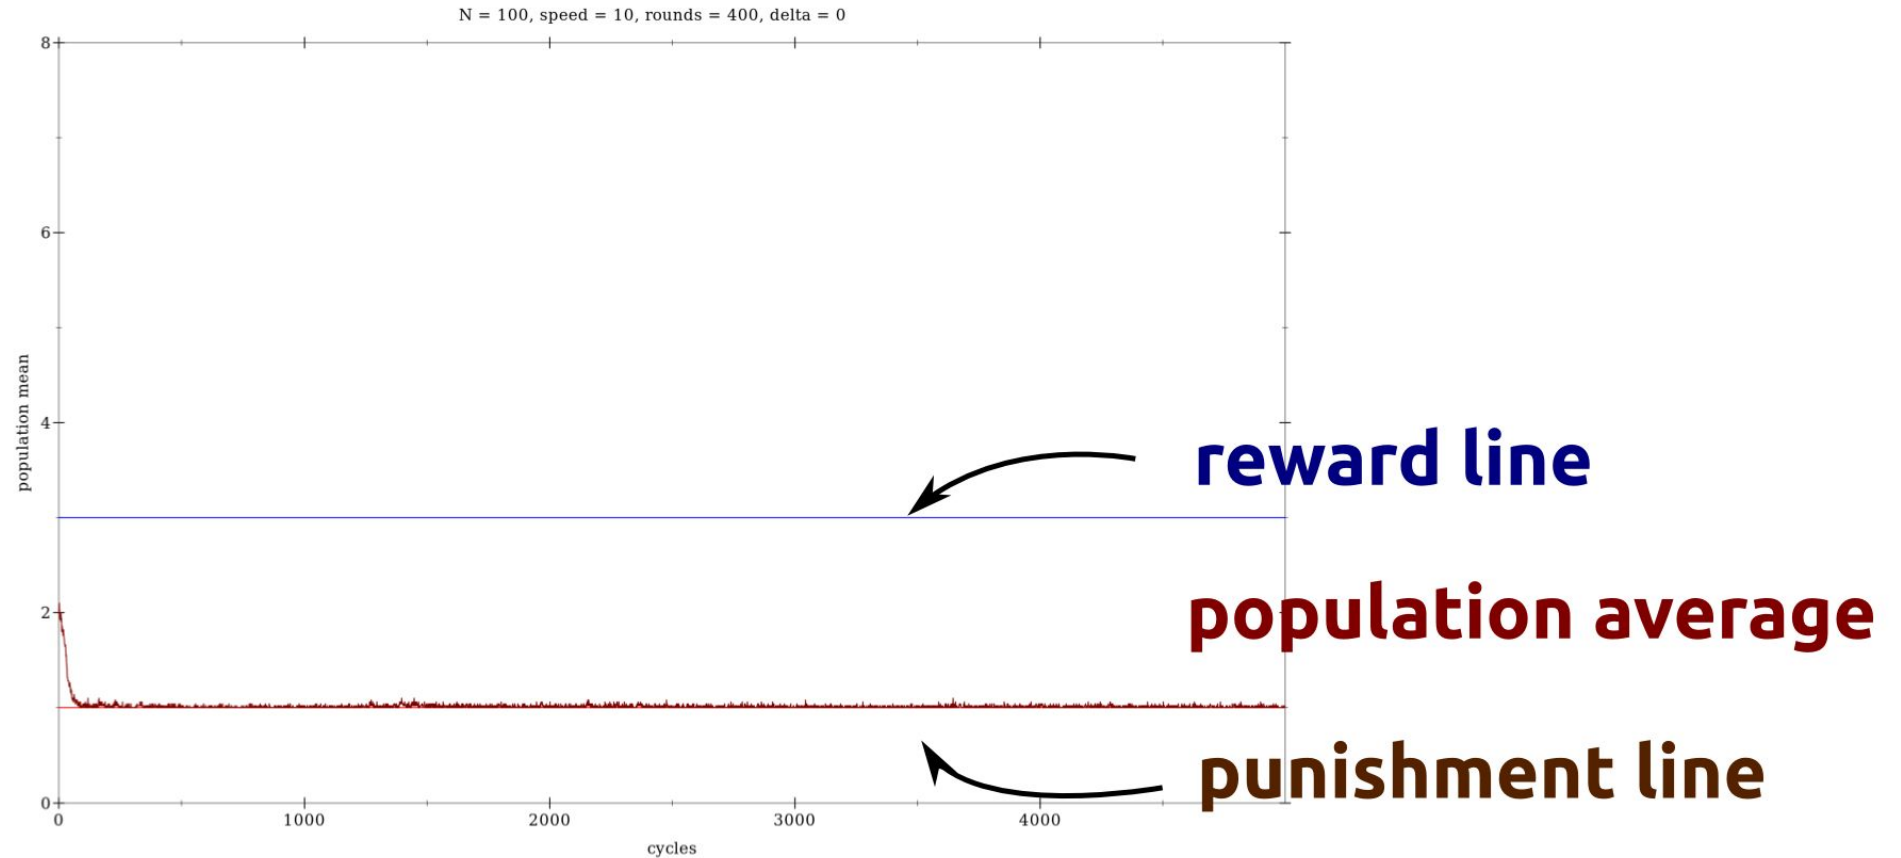 N = 100, speed = 10, rounds = 400, delta = 0
8
6
population mean
4
reward line
2
population average
punishment line
0
0 1000 2000 3000 4000
cycles